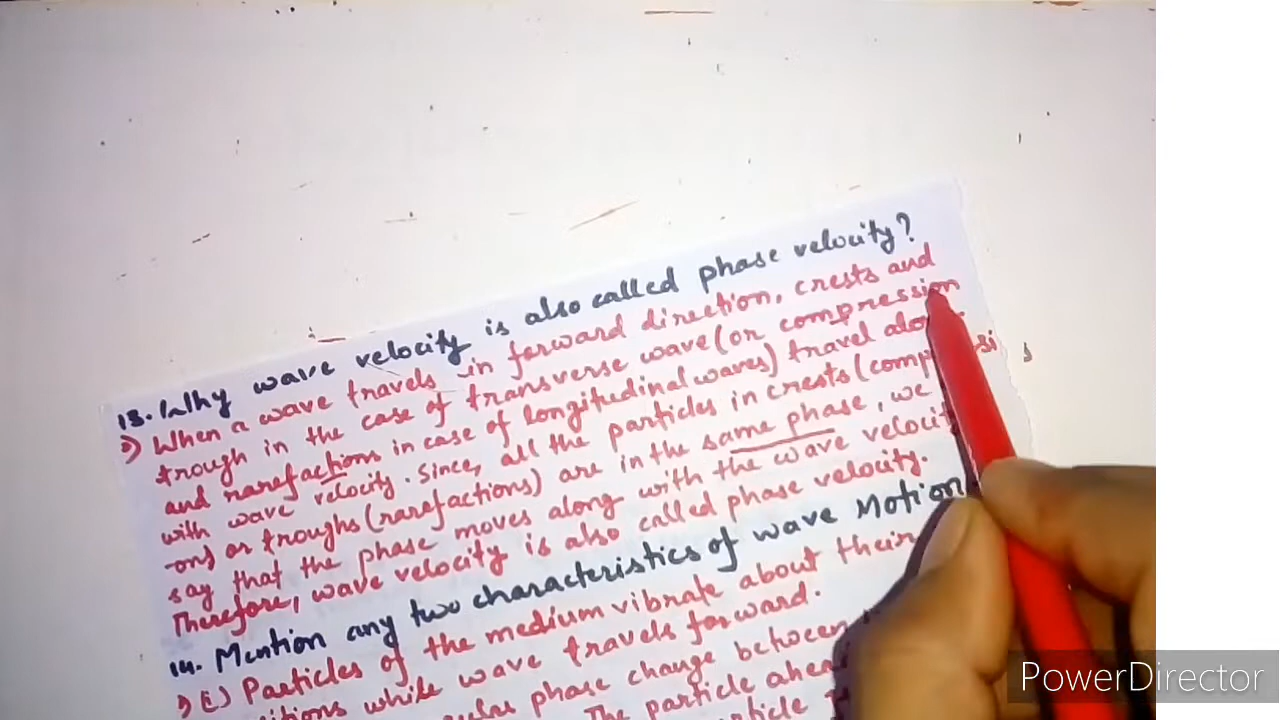 13. Why wave velocity is also called phase velocity?
⇒ When a wave travels in forward direction, crests and
trough in the case of transverse wave (or compression
and rarefactions in case of longitudinal waves) travel along
with wave velocity. Since, all the particles in crests (compressi
-ons) or troughs (rarefactions) are in the same phase, we
say that the phase moves along with the wave velocit
Therefore, wave velocity is also called phase velocity.
14. Mention any two characteristics of wave Motion
⇒ (i) Particles of the medium vibrate about their
while wave travels forward.
phase change between
The particle ahead
PowerDirector